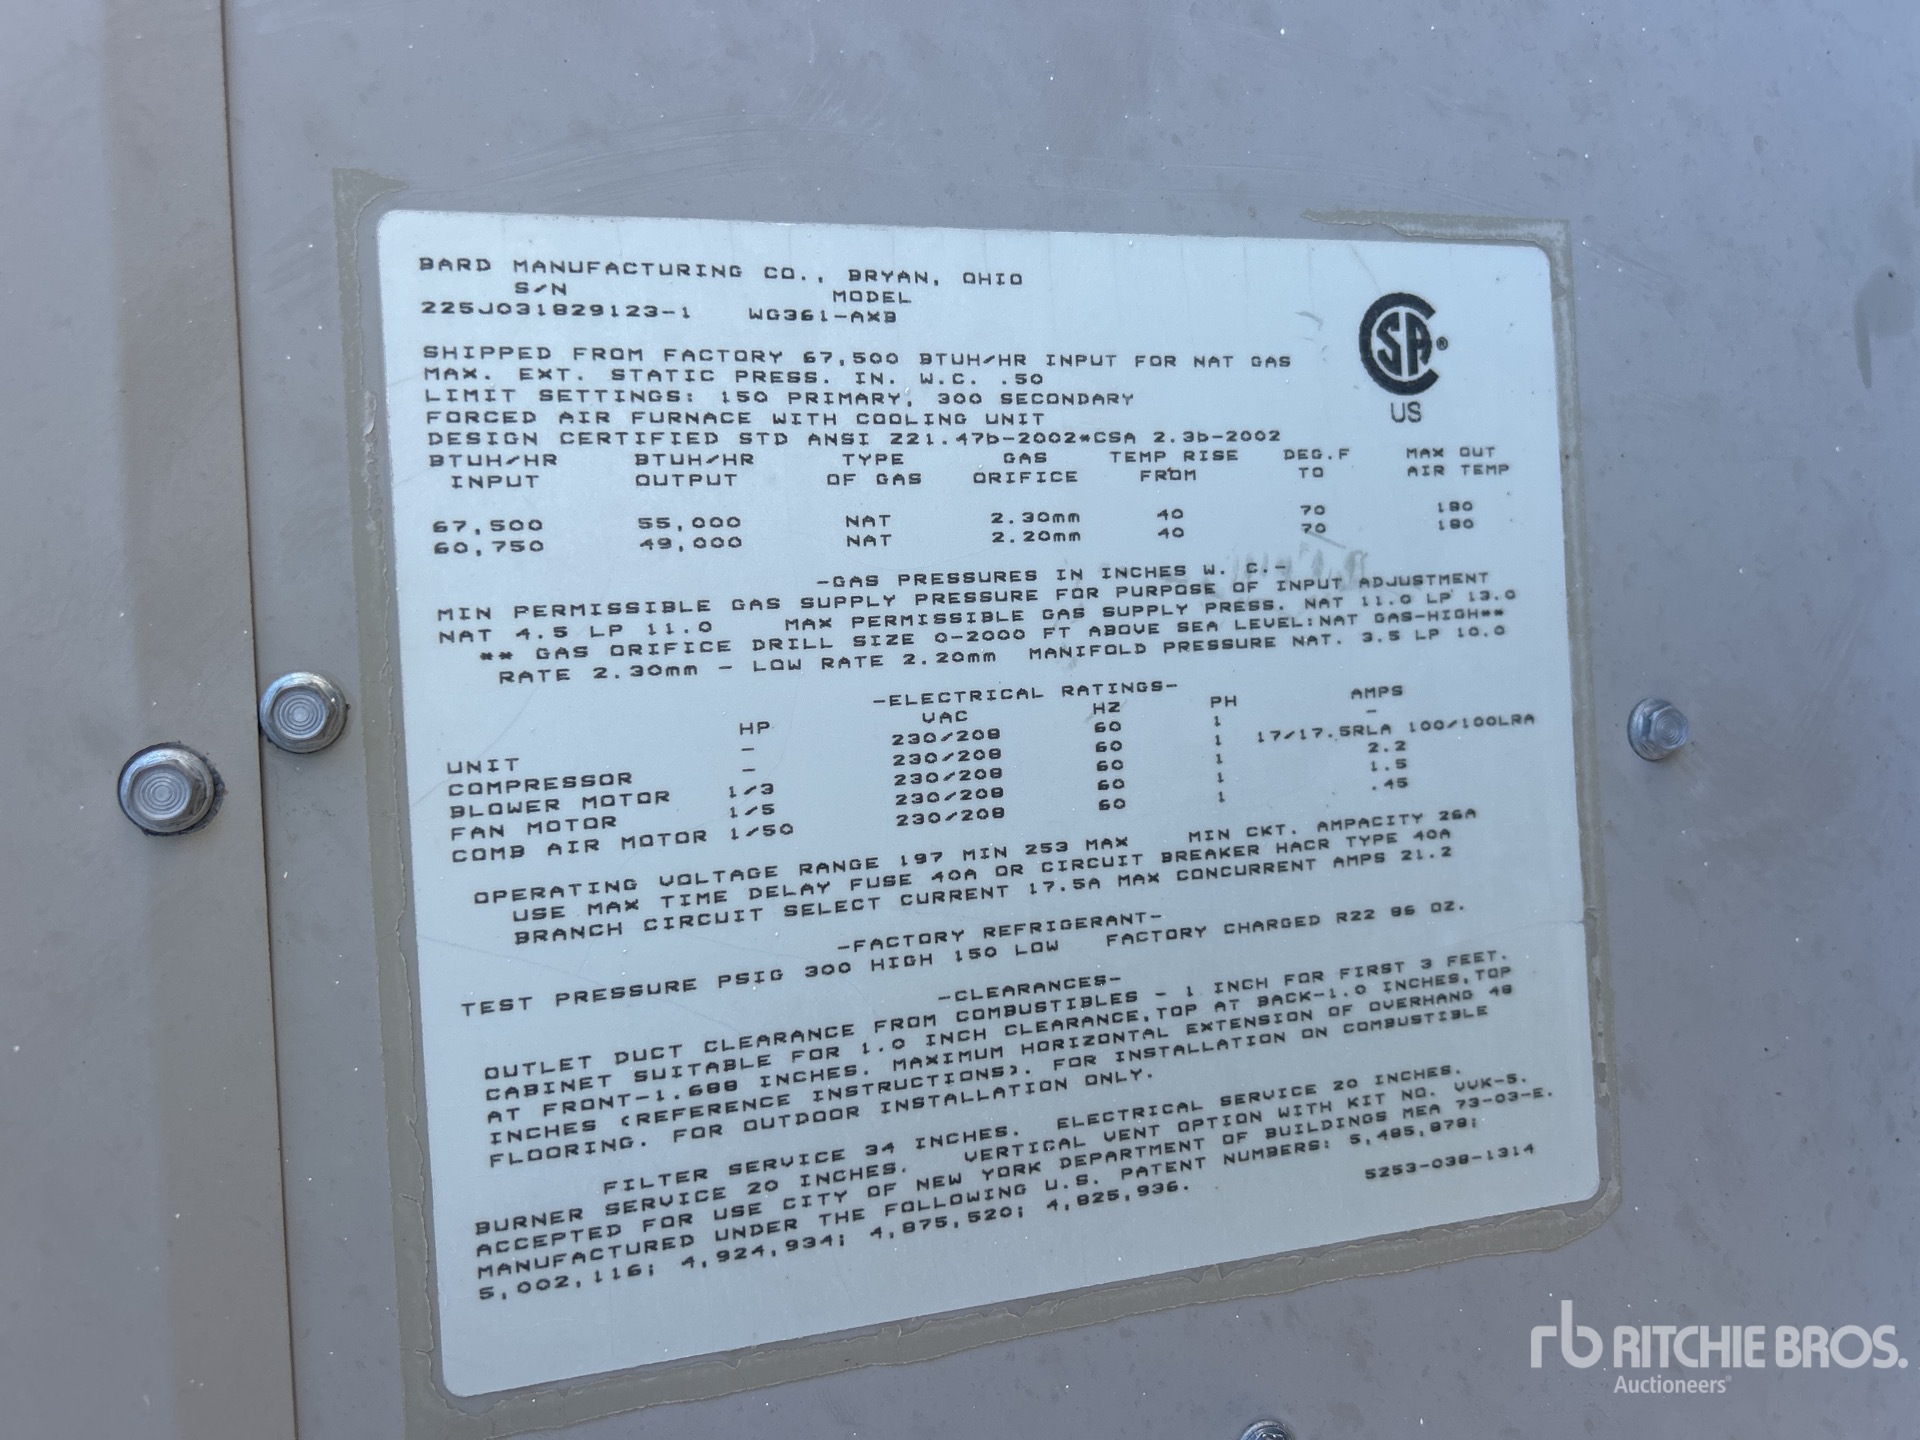 BARD MANUFACTURING CO., BRYAN, OHIO
S/N MODEL
225J031829123-1 WG361-AXB
SHIPPED FROM FACTORY 67,500 BTUH/HR INPUT FOR NAT GAS
MAX. EXT. STATIC PRESS. IN. W.C. .50
LIMIT SETTINGS: 150 PRIMARY, 300 SECONDARY
FORCED AIR FURNACE WITH COOLING UNIT
DESIGN CERTIFIED STD ANSI Z21.47b-2002*CSA 2.3b-2002
BTUH/HR BTUH/HR TYPE GAS TEMP RISE DEG.F MAX OUT
INPUT OUTPUT OF GAS ORIFICE FROM TO AIR TEMP
67,500 55,000 NAT 2.30mm 40 70 180
60,750 49,000 NAT 2.20mm 40 70 180
-GAS PRESSURES IN INCHES W. C.-
MIN PERMISSIBLE GAS SUPPLY PRESSURE FOR PURPOSE OF INPUT ADJUSTMENT
NAT 4.5 LP 11.0 MAX PERMISSIBLE GAS SUPPLY PRESS. NAT 11.0 LP 13.0
** GAS ORIFICE DRILL SIZE 0-2000 FT ABOVE SEA LEVEL:NAT GAS-HIGH**
RATE 2.30mm - LOW RATE 2.20mm MANIFOLD PRESSURE NAT. 3.5 LP 10.0
-ELECTRICAL RATINGS-
HP VAC HZ PH AMPS
UNIT - 230/208 60 1 -
COMPRESSOR - 230/208 60 1 17/17.5RLA 100/100LRA
BLOWER MOTOR 1/3 230/208 60 1 2.2
FAN MOTOR 1/5 230/208 60 1 1.5
COMB AIR MOTOR 1/50 230/208 60 1 .45
OPERATING VOLTAGE RANGE 197 MIN 253 MAX MIN CKT. AMPACITY 26A
USE MAX TIME DELAY FUSE 40A OR CIRCUIT BREAKER HACR TYPE 40A
BRANCH CIRCUIT SELECT CURRENT 17.5A MAX CONCURRENT AMPS 21.2
-FACTORY REFRIGERANT-
TEST PRESSURE PSIG 300 HIGH 150 LOW FACTORY CHARGED R22 86 OZ.
-CLEARANCES-
OUTLET DUCT CLEARANCE FROM COMBUSTIBLES - 1 INCH FOR FIRST 3 FEET.
CABINET SUITABLE FOR 1.0 INCH CLEARANCE,TOP AT BACK-1.0 INCHES,TOP
AT FRONT-1.688 INCHES. MAXIMUM HORIZONTAL EXTENSION OF OVERHANG 48
INCHES (REFERENCE INSTRUCTIONS). FOR INSTALLATION ON COMBUSTIBLE
FLOORING. FOR OUTDOOR INSTALLATION ONLY.
FILTER SERVICE 34 INCHES. ELECTRICAL SERVICE 20 INCHES.
BURNER SERVICE 20 INCHES. VERTICAL VENT OPTION WITH KIT NO. VVK-5.
ACCEPTED FOR USE CITY OF NEW YORK DEPARTMENT OF BUILDINGS MEA 73-03-E.
MANUFACTURED UNDER THE FOLLOWING U.S. PATENT NUMBERS: 5,485,878;
5,002,116; 4,924,934; 4,875,520; 4,825,936. 5253-038-1314
CSA®
US
rb RITCHIE BROS.
Auctioneers